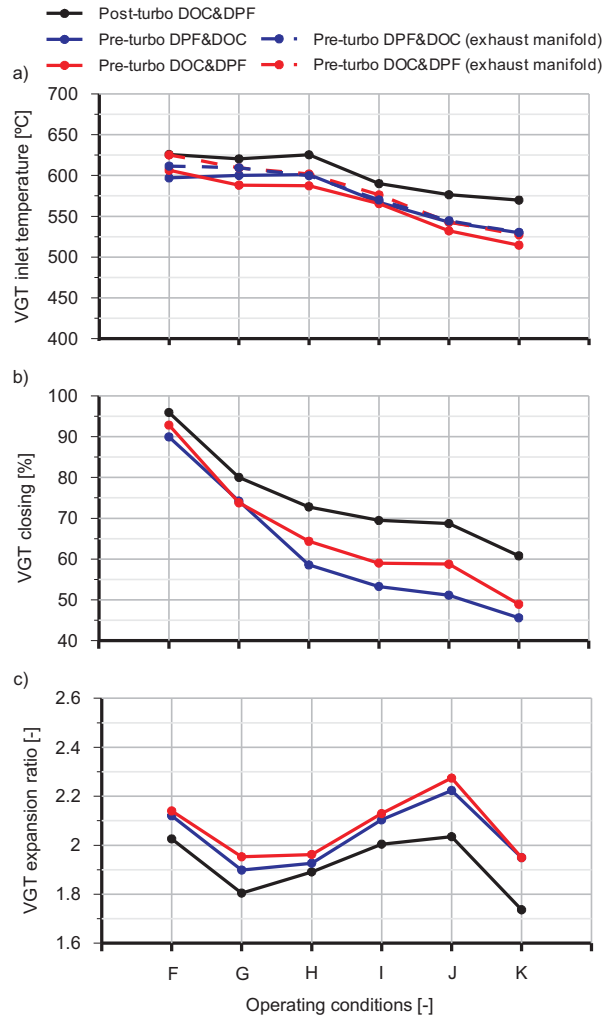 Post-turbo DOC&DPF
Pre-turbo DPF&DOC
Pre-turbo DPF&DOC (exhaust manifold)
Pre-turbo DOC&DPF
Pre-turbo DOC&DPF (exhaust manifold)
a)
VGT inlet temperature [ºC]
700
650
600
550
500
450
400
b)
VGT closing [%]
100
90
80
70
60
50
40
c)
VGT expansion ratio [-]
2.6
2.4
2.2
2
1.8
1.6
F G H I J K
Operating conditions [-]